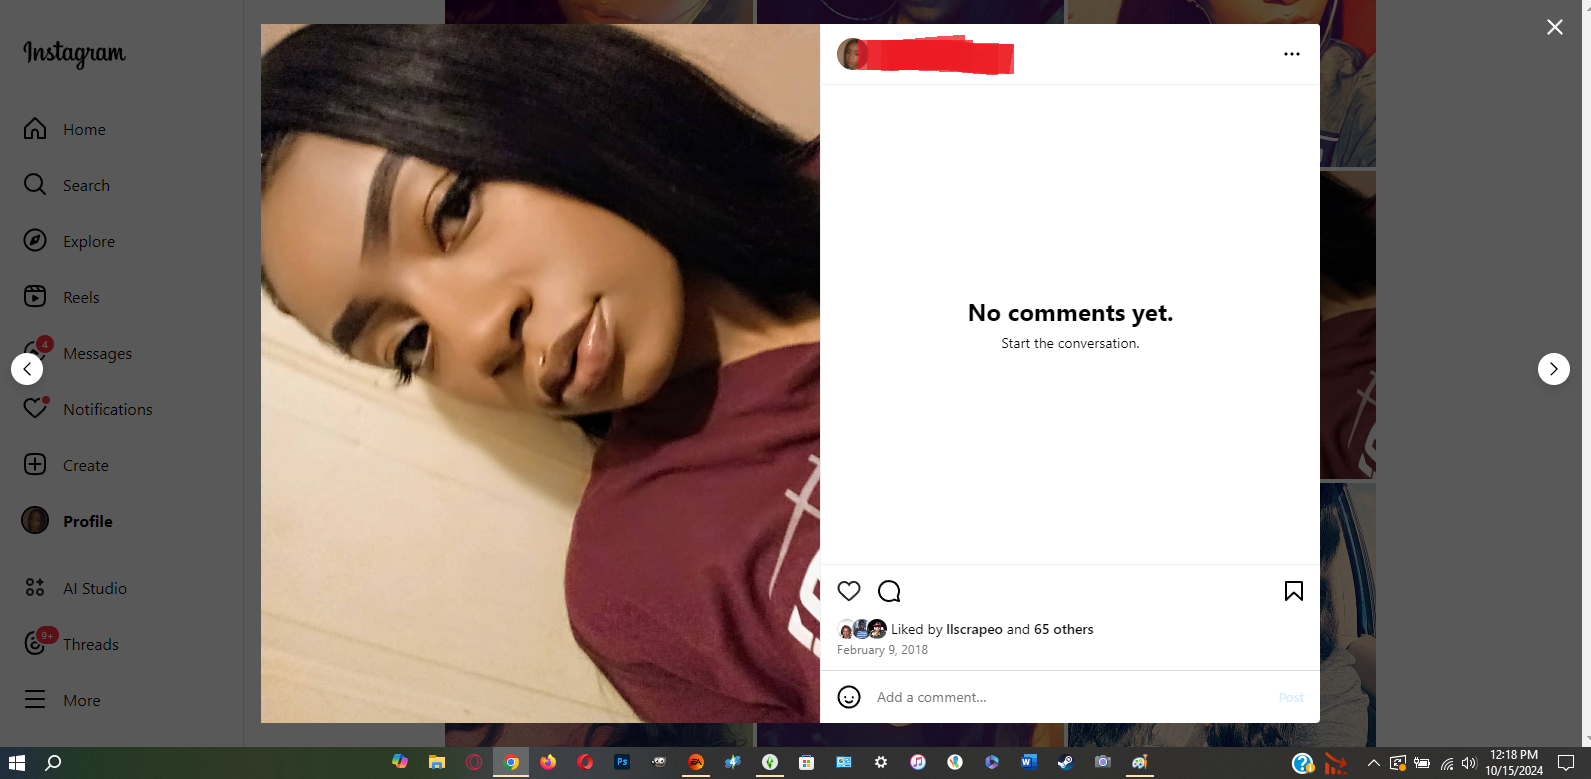 Instagram
Home
Search
Explore
Reels
4
Messages
Notifications
Create
Profile
AI Studio
9+
Threads
More
No comments yet.
Start the conversation.
Liked by llscrapeo and 65 others
February 9, 2018
Add a comment...
Post
12:18 PM
10/15/2024